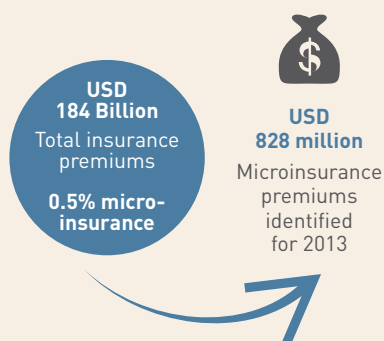 USD
184 Billion
Total insurance
premiums
0.5% micro-
insurance
$
USD
828 million
Microinsurance
premiums
identified
for 2013